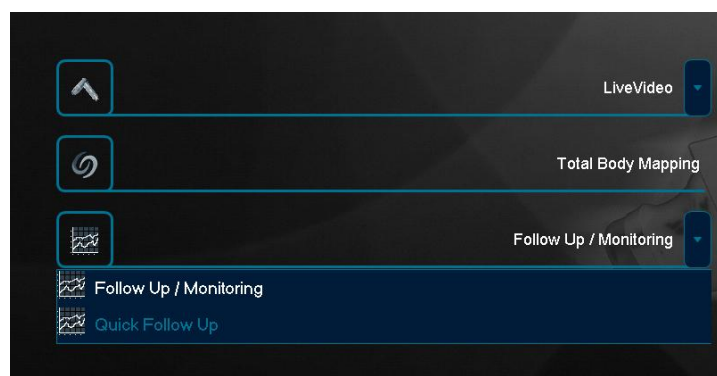 LiveVideo
Total Body Mapping
Follow Up / Monitoring
Follow Up / Monitoring
Quick Follow Up